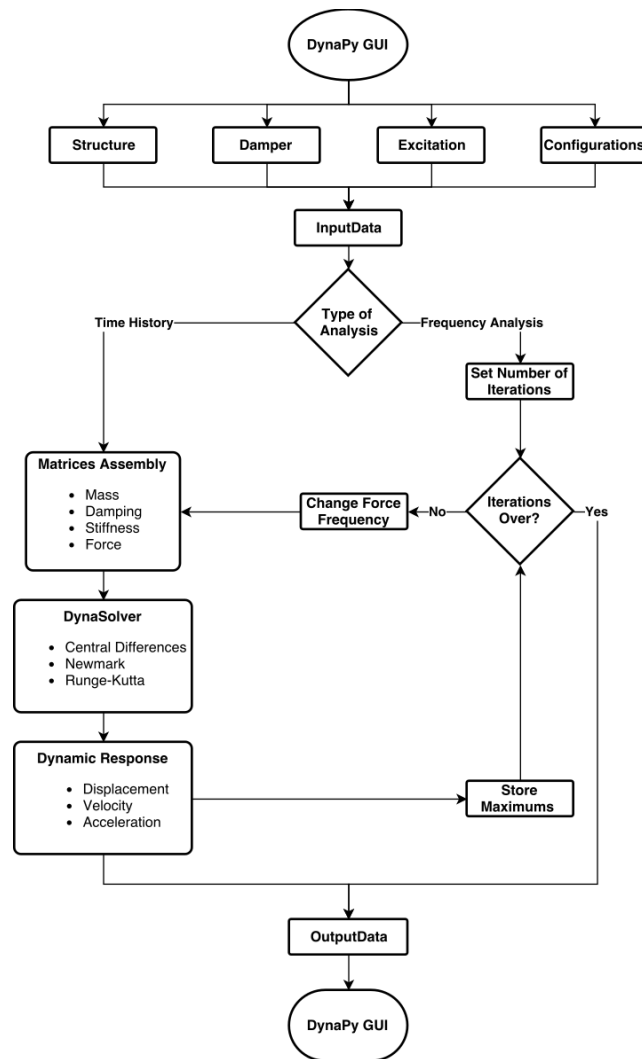 DynaPy GUI
Structure
Damper
Excitation
Configurations
InputData
Type of
Analysis
Time History
Frequency Analysis
Set Number of
Iterations
Matrices Assembly
• Mass
• Damping
• Stiffness
• Force
Change Force
Frequency
No
Iterations
Over?
Yes
DynaSolver
• Central Differences
• Newmark
• Runge-Kutta
Dynamic Response
• Displacement
• Velocity
• Acceleration
Store
Maximums
OutputData
DynaPy GUI